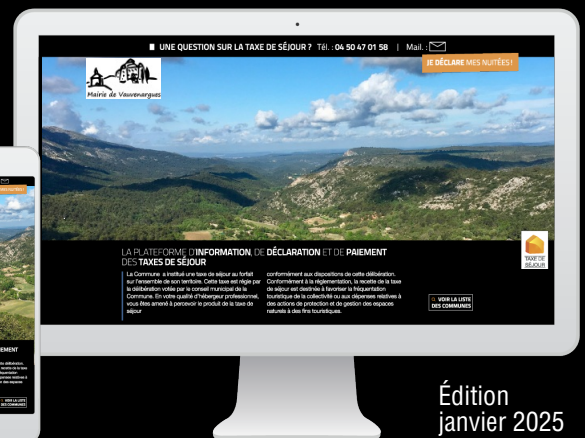 UNE QUESTION SUR LA TAXE DE SÉJOUR ? Tél. : 04 50 47 01 58 | Mail. :
JE DÉCLARE MES NUITÉES !
Mairie de Vauvenargues
LA PLATEFORME D'INFORMATION, DE DÉCLARATION ET DE PAIEMENT
DES TAXES DE SÉJOUR
La Commune a institué une taxe de séjour au forfait
sur l'ensemble de son territoire. Cette taxe est régie par
la délibération votée par le conseil municipal de la
Commune. En votre qualité d'hébergeur professionnel,
vous êtes amené à percevoir le produit de la taxe de
séjour
conformément aux dispositions de cette délibération.
Conformément à la réglementation, la recette de la taxe
de séjour est destinée à favoriser la fréquentation
touristique de la collectivité ou aux dépenses relatives à
des actions de protection et de gestion des espaces
naturels à des fins touristiques.
TAXE DE
SÉJOUR
VOIR LA LISTE
DES COMMUNES
EMENT
VOIR LA LISTE
DES COMMUNES
Édition
janvier 2025